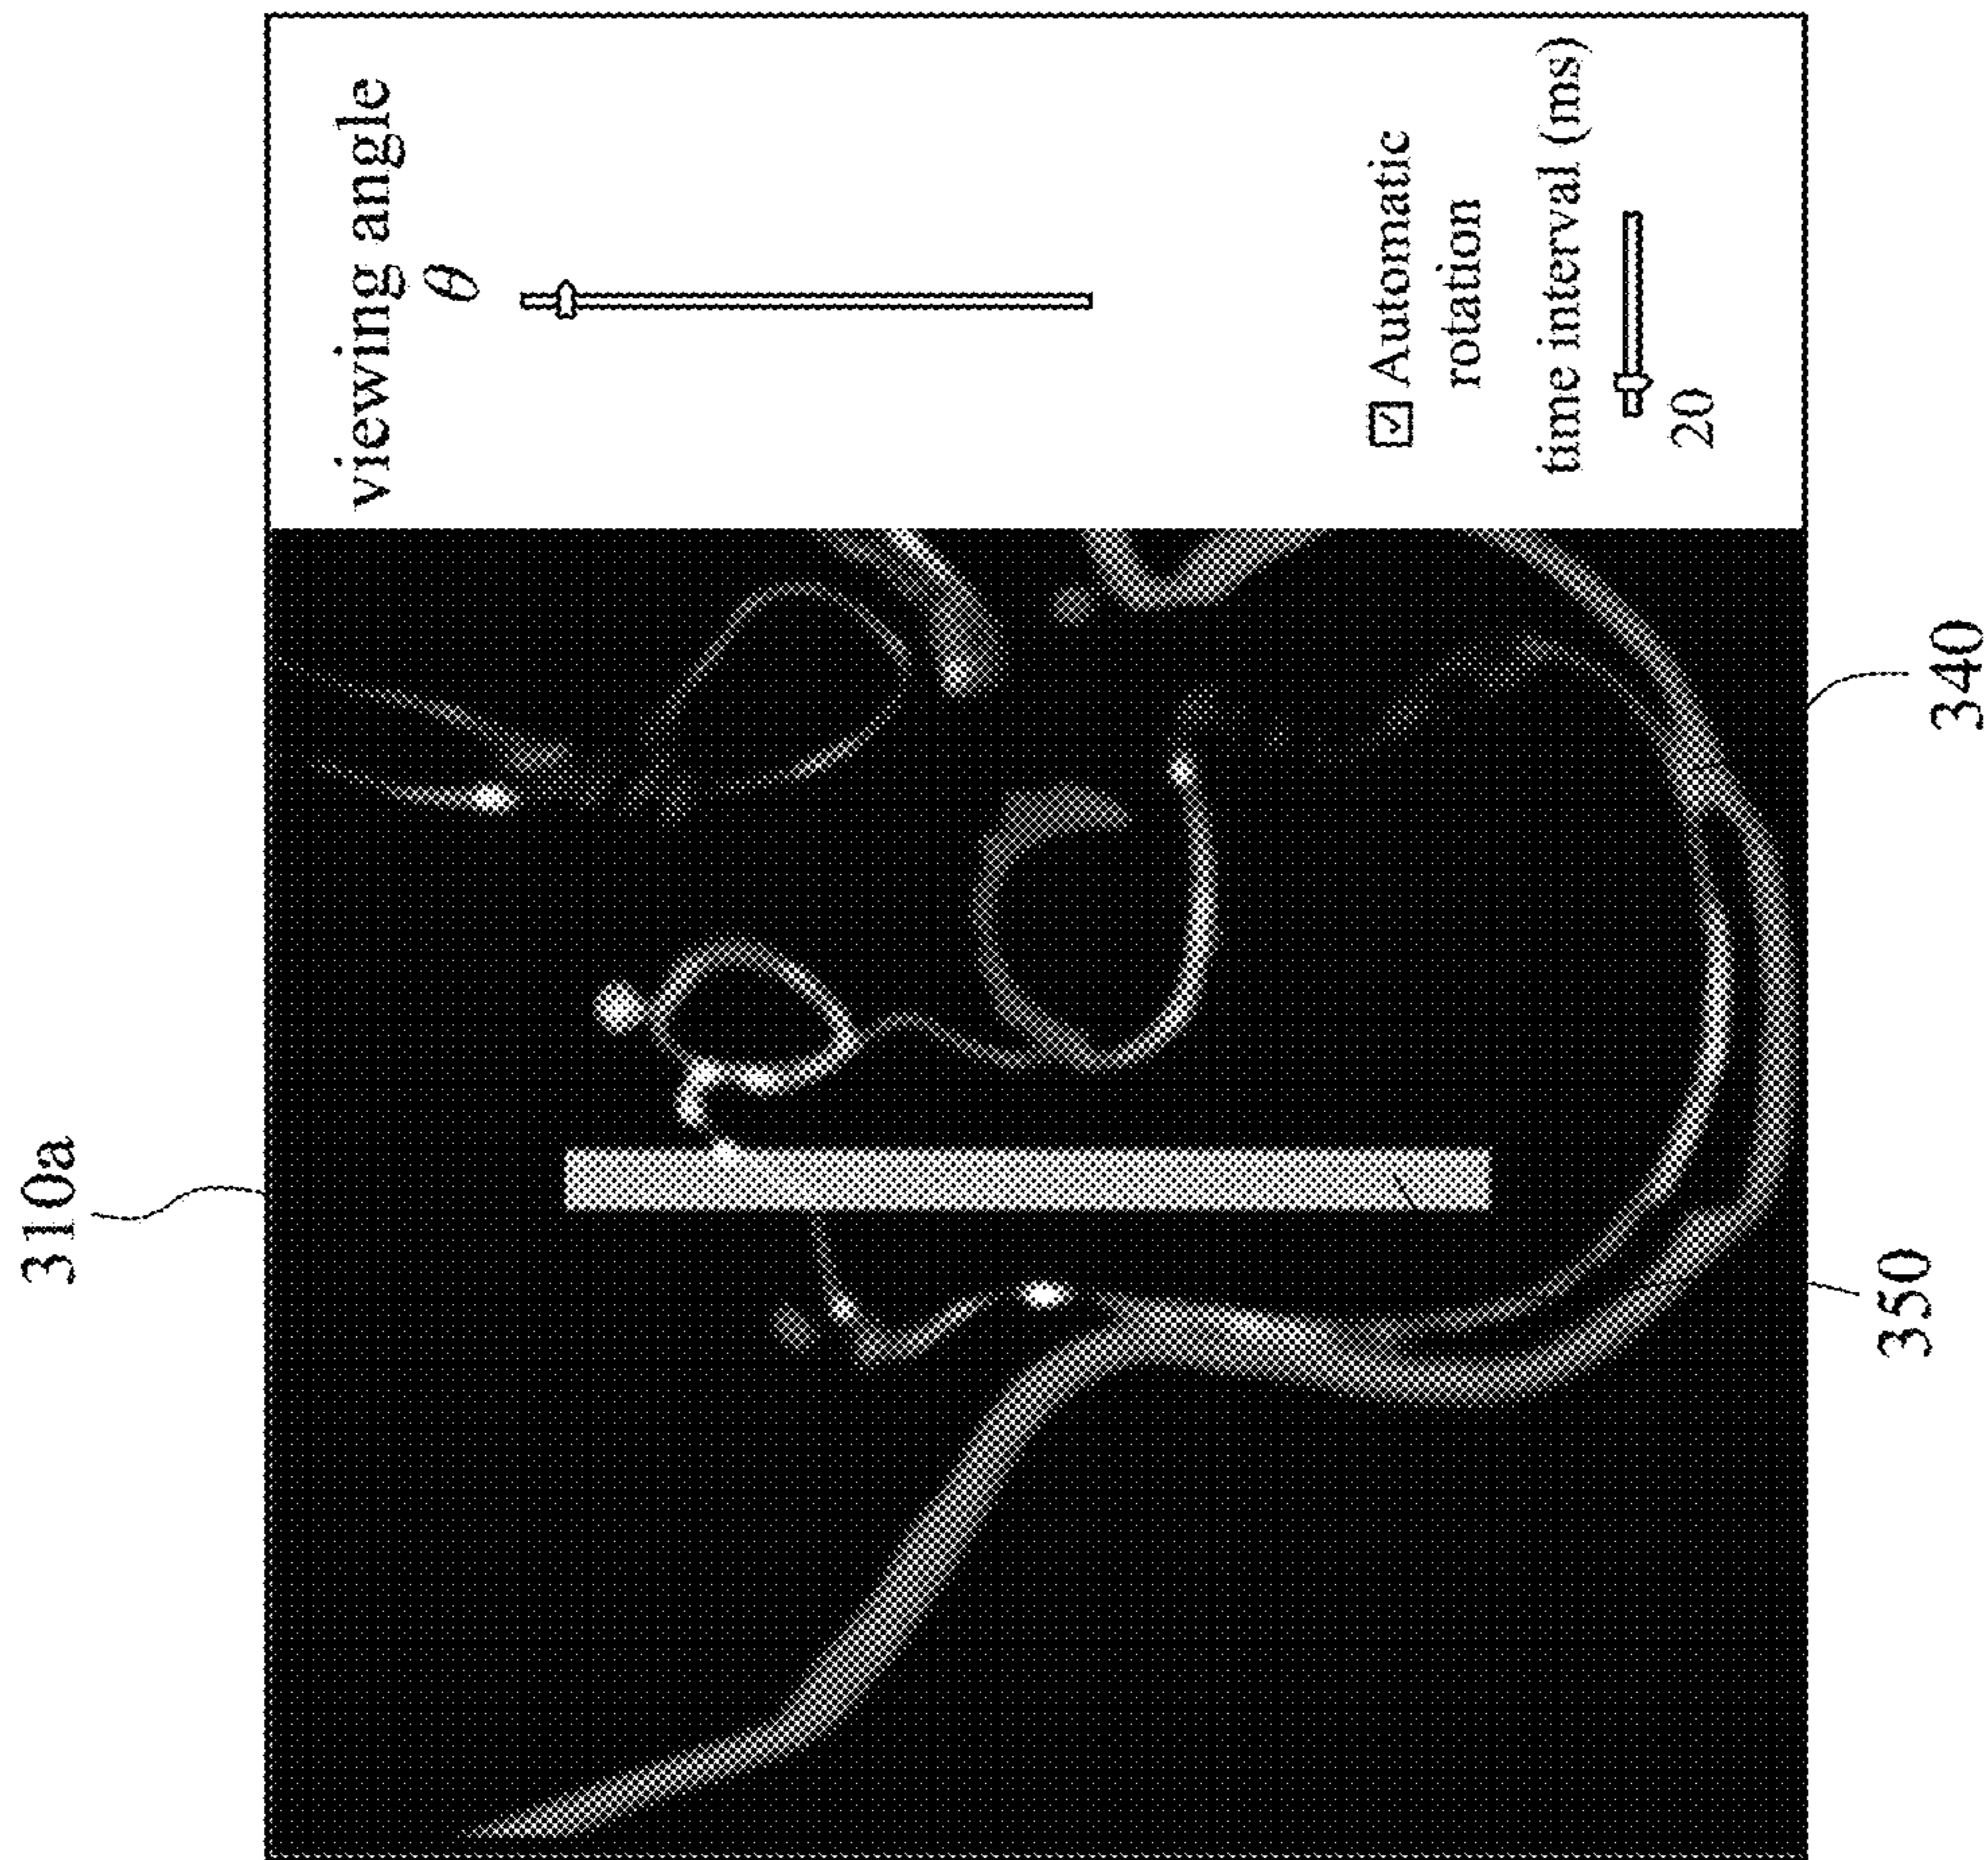 310a
viewing angle
θ
Automatic
rotation
time interval (ms)
20
350
340